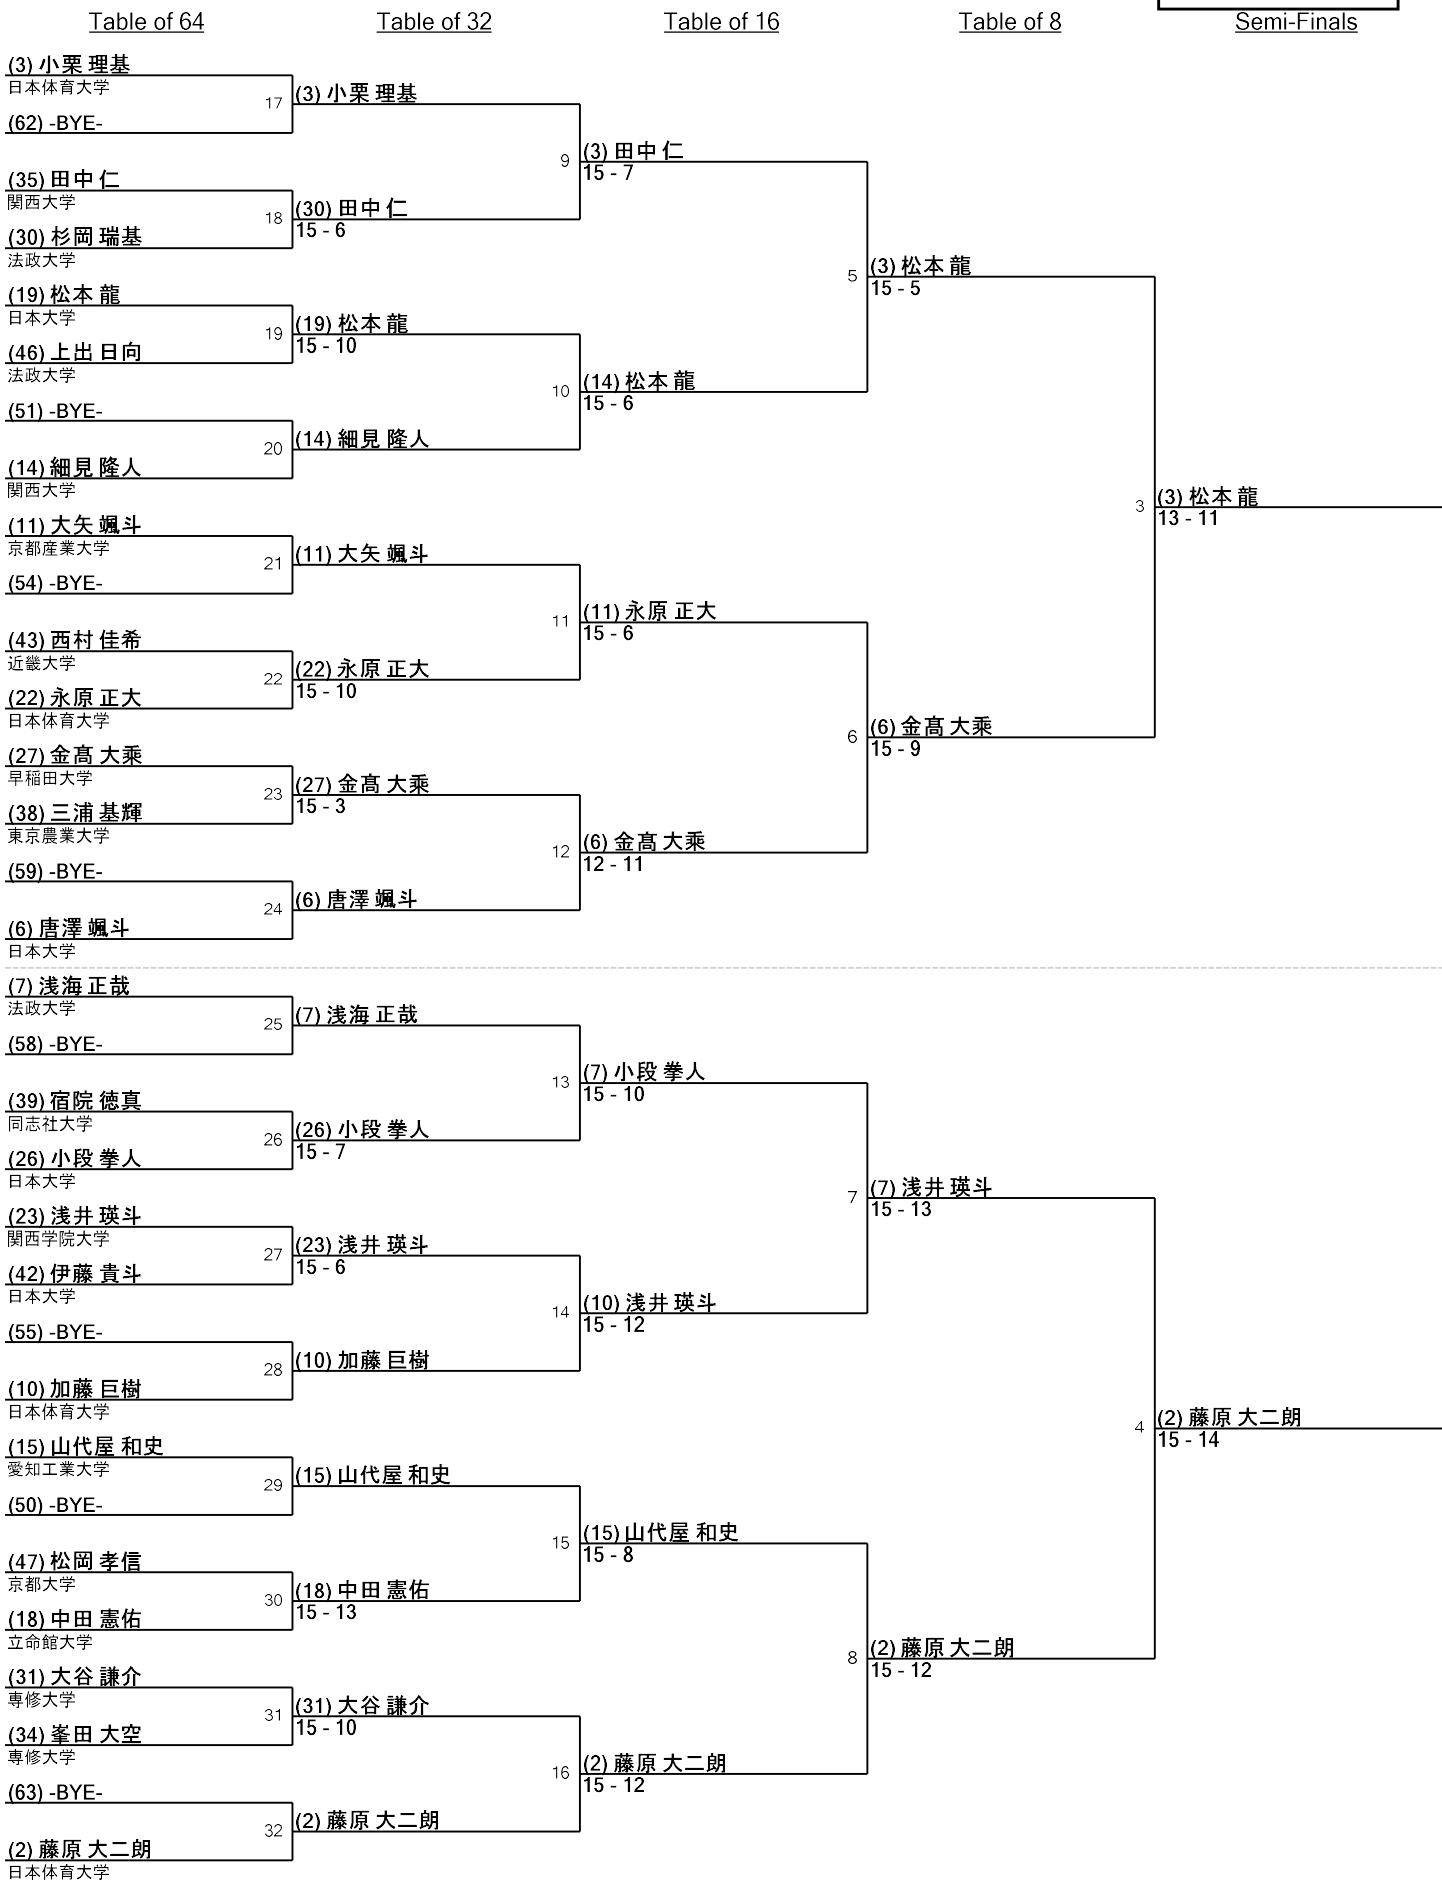 Table of 64
Table of 32
Table of 16
Table of 8
Semi-Finals
(3) 小栗 理基
日本体育大学
17
(62) -BYE-
(3) 小栗 理基
(35) 田中 仁
関西大学
18
(30) 杉岡 瑞基
法政大学
(30) 田中 仁
15 - 6
9
(3) 田中 仁
15 - 7
(19) 松本 龍
日本大学
19
(46) 上出 日向
法政大学
(19) 松本 龍
15 - 10
(51) -BYE-
20
(14) 細見 隆人
関西大学
(14) 細見 隆人
10
(14) 松本 龍
15 - 6
5
(3) 松本 龍
15 - 5
(11) 大矢 颯斗
京都産業大学
21
(54) -BYE-
(11) 大矢 颯斗
(43) 西村 佳希
近畿大学
22
(22) 永原 正大
日本体育大学
(22) 永原 正大
15 - 10
11
(11) 永原 正大
15 - 6
(27) 金髙 大乘
早稲田大学
23
(38) 三浦 基輝
東京農業大学
(27) 金髙 大乘
15 - 3
(59) -BYE-
24
(6) 唐澤 颯斗
日本大学
(6) 唐澤 颯斗
12
(6) 金髙 大乘
12 - 11
6
(6) 金髙 大乘
15 - 9
3
(3) 松本 龍
13 - 11
(7) 浅海 正哉
法政大学
25
(58) -BYE-
(7) 浅海 正哉
(39) 宿院 徳真
同志社大学
26
(26) 小段 拳人
日本大学
(26) 小段 拳人
15 - 7
13
(7) 小段 拳人
15 - 10
(23) 浅井 瑛斗
関西学院大学
27
(42) 伊藤 貴斗
日本大学
(23) 浅井 瑛斗
15 - 6
(55) -BYE-
28
(10) 加藤 巨樹
日本体育大学
(10) 加藤 巨樹
14
(10) 浅井 瑛斗
15 - 12
7
(7) 浅井 瑛斗
15 - 13
(15) 山代屋 和史
愛知工業大学
29
(50) -BYE-
(15) 山代屋 和史
(47) 松岡 孝信
京都大学
30
(18) 中田 憲佑
立命館大学
(18) 中田 憲佑
15 - 13
15
(15) 山代屋 和史
15 - 8
(31) 大谷 謙介
専修大学
31
(34) 峯田 大空
専修大学
(31) 大谷 謙介
15 - 10
(63) -BYE-
32
(2) 藤原 大二朗
日本体育大学
(2) 藤原 大二朗
16
(2) 藤原 大二朗
15 - 12
8
(2) 藤原 大二朗
15 - 12
4
(2) 藤原 大二朗
15 - 14